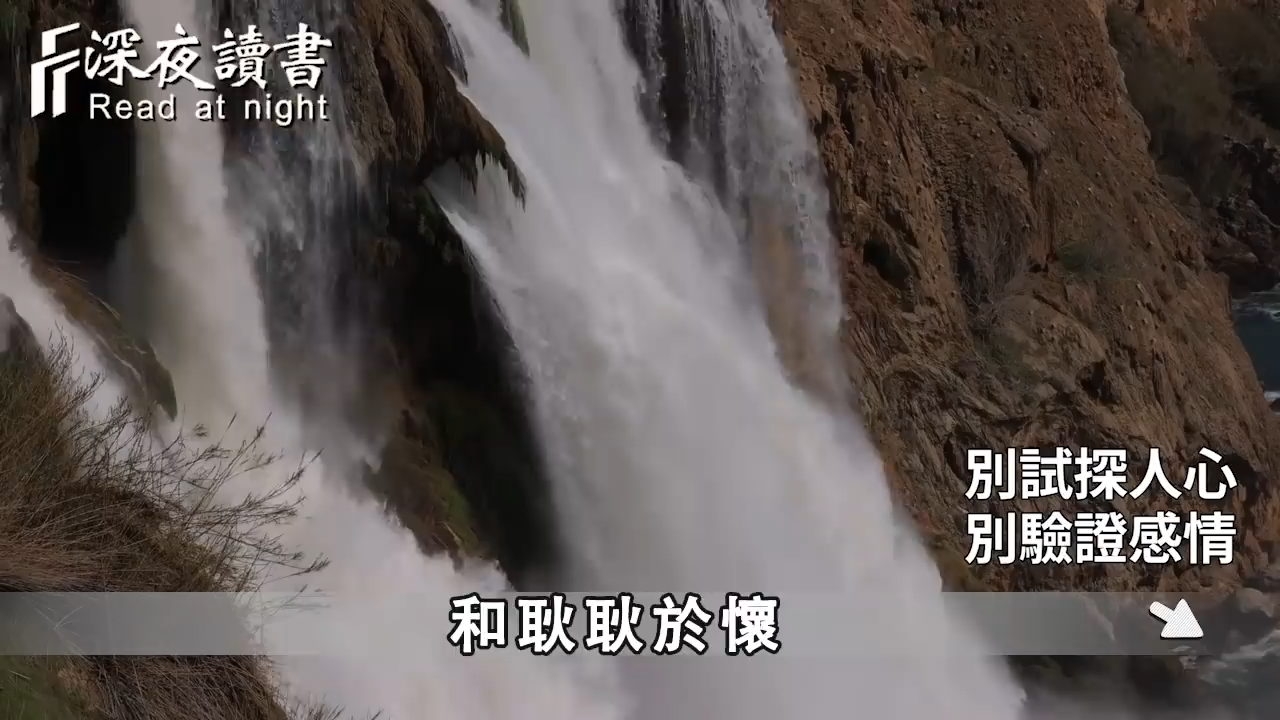 深夜讀書
Read at night
別試探人心
別驗證感情
和耿耿於懷